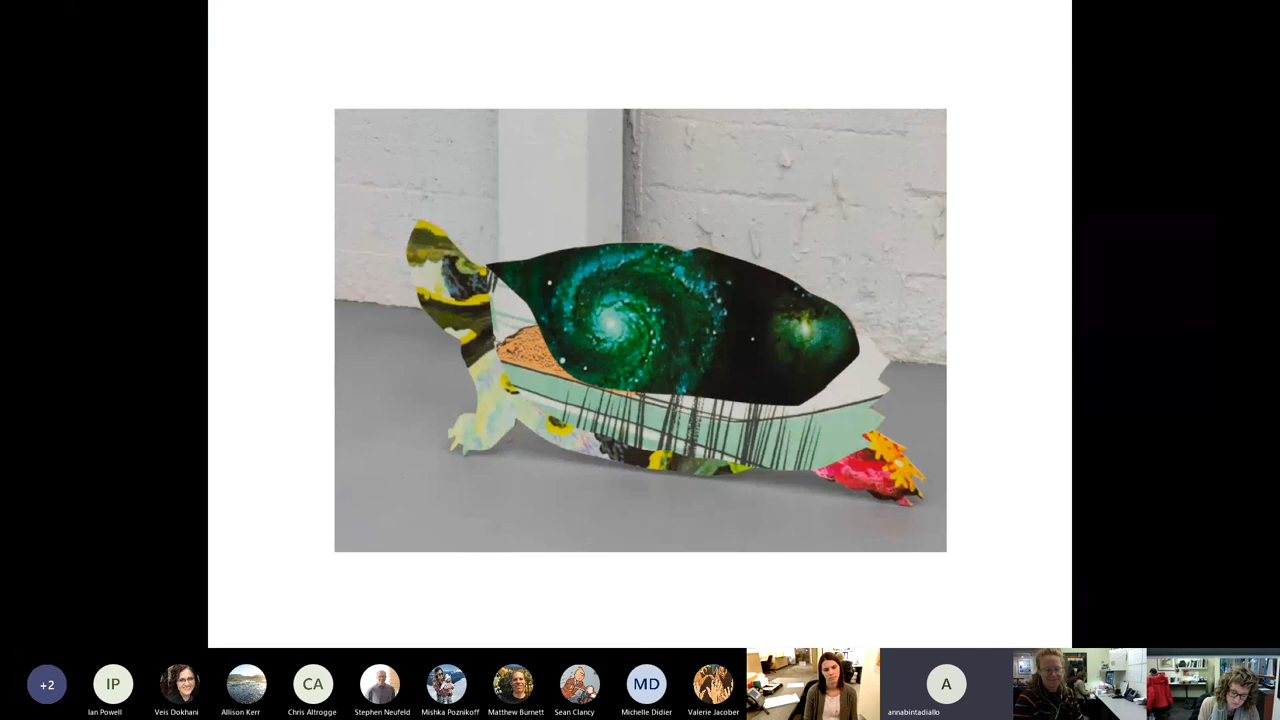 +2
IP
CA
MD
A
Ian Powell
Veis Dokhani
Allison Kerr
Chris Altrogge
Stephen Neufeld
Mishka Poznikoff
Matthew Burnett
Sean Clancy
Michelle Didier
Valerie Jacober
annabintadiallo